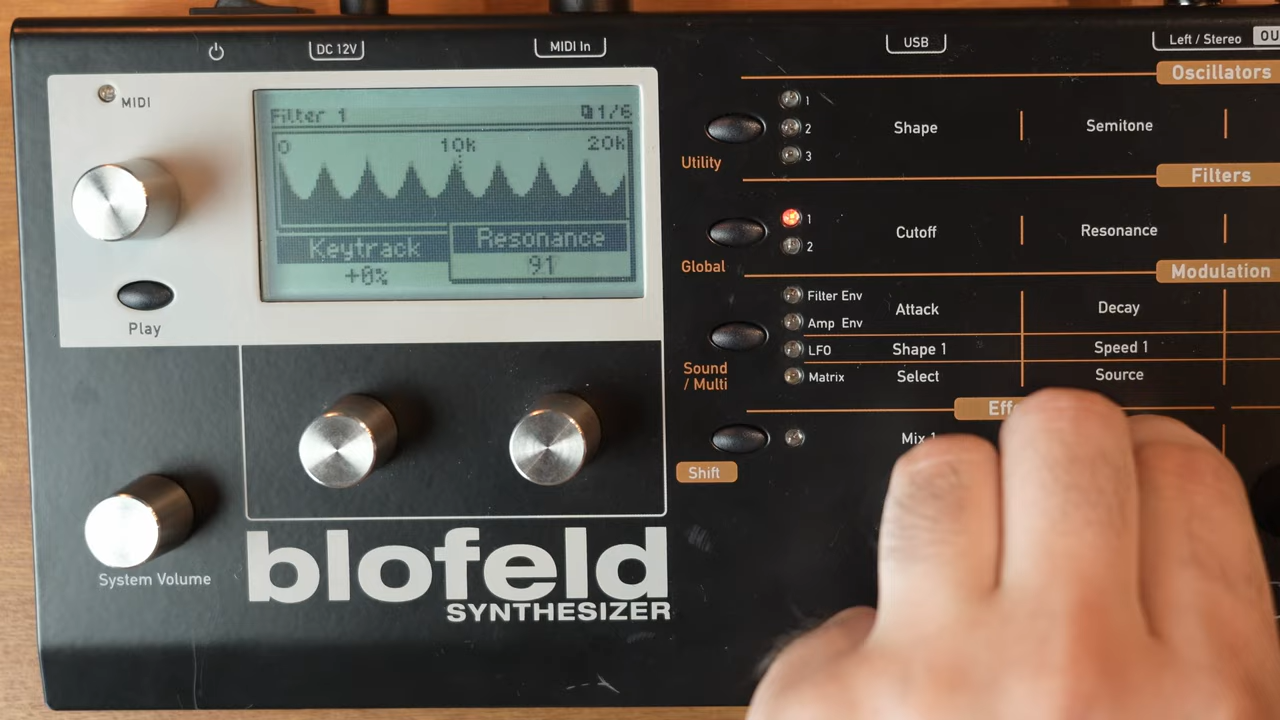 DC 12V
MIDI In
USB
Left / Stereo
OU
MIDI
Filter 1
1/6
0 10k 20k
Keytrack
+0%
Resonance
91
Play
System Volume
blofeld
SYNTHESIZER
Oscillators
1
2
3
Shape
Semitone
Utility
Filters
1
2
Cutoff
Resonance
Global
Modulation
Filter Env
Amp Env
Attack
Decay
LFO
Shape 1
Speed 1
Matrix
Select
Source
Sound
/ Multi
Eff
Mix 1
Shift